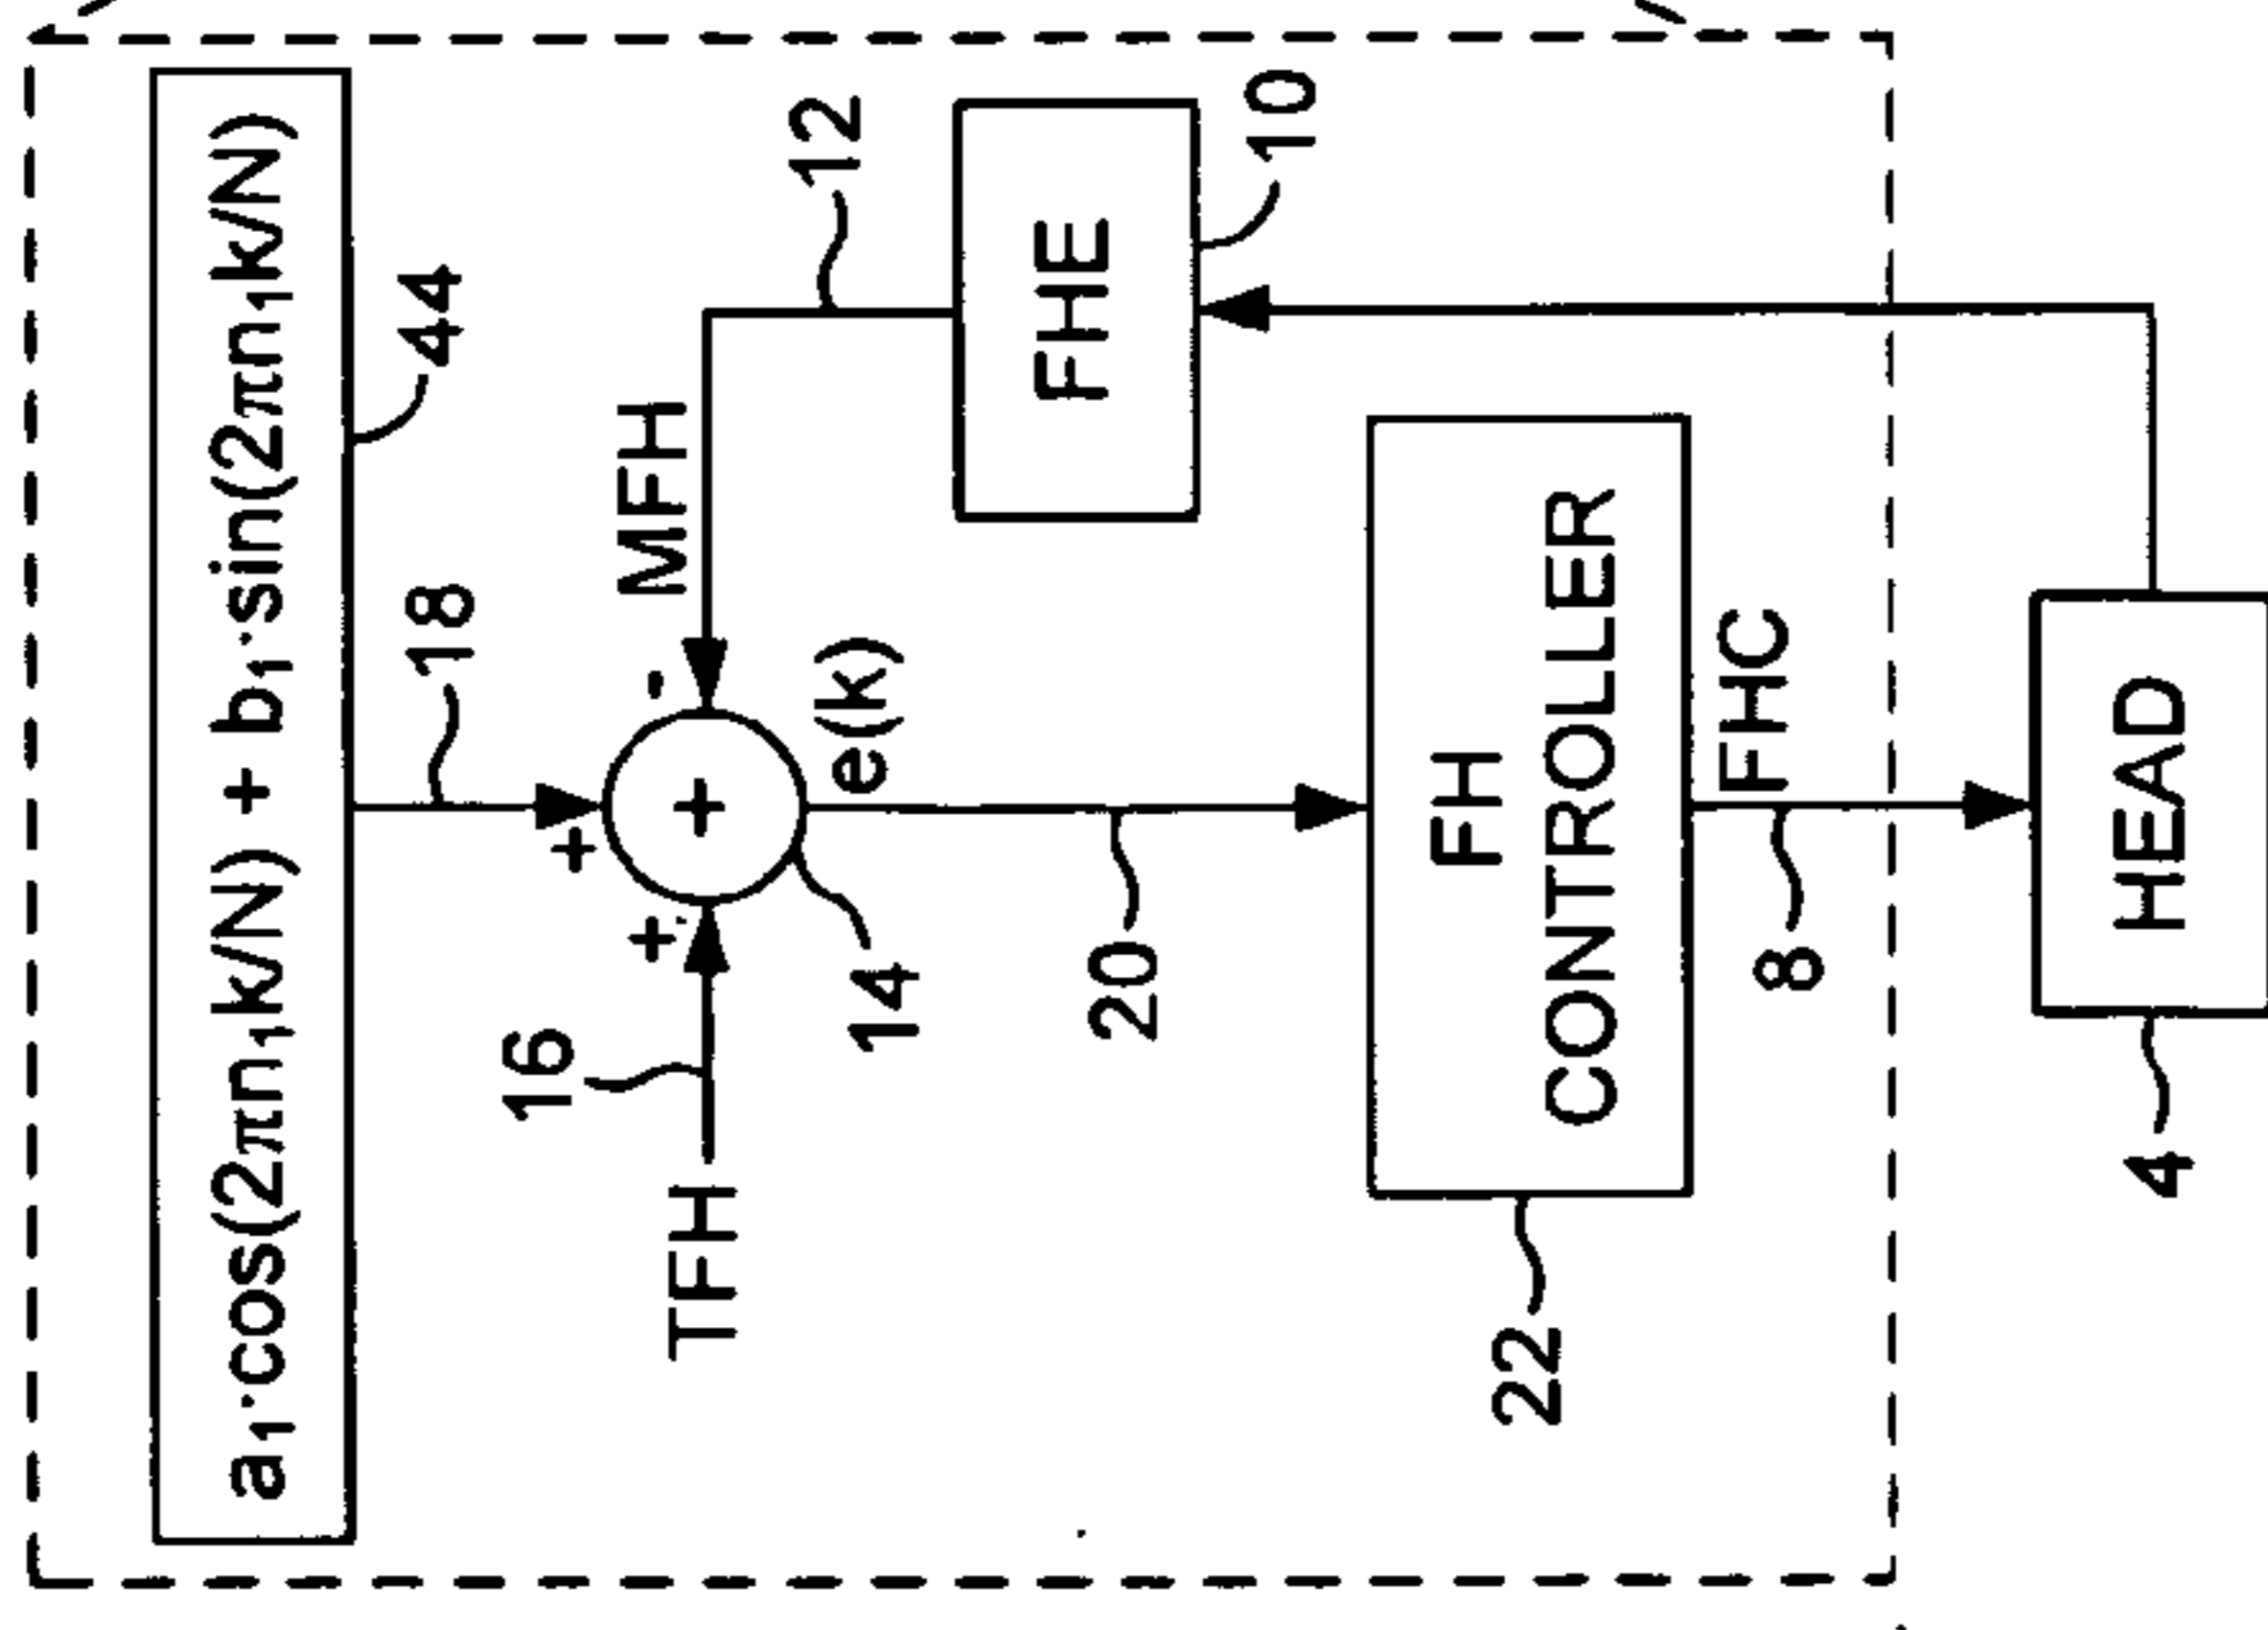 a₁·cos(2πn₁k/N) + b₁·sin(2πn₁k/N)
44
18
16
TFH
+
+
-
+
MFH
12
14
e(k)
FHE
10
20
FH
CONTROLLER
22
FHC
8
HEAD
4